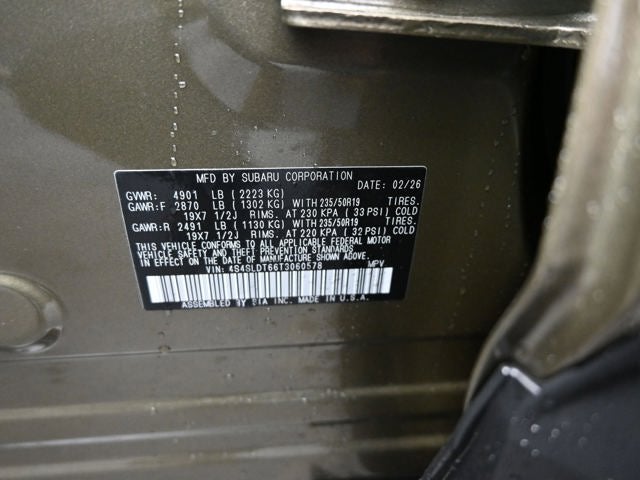 MFD BY SUBARU CORPORATION
DATE: 02/26
GVWR: 4901 LB ( 2223 KG)
GAWR:F 2870 LB ( 1302 KG) WITH 235/50R19 TIRES.
19X7 1/2J RIMS. AT 230 KPA ( 33 PSI) COLD
GAWR:R 2491 LB ( 1130 KG) WITH 235/50R19 TIRES.
19X7 1/2J RIMS. AT 220 KPA ( 32 PSI) COLD
THIS VEHICLE CONFORMS TO ALL APPLICABLE FEDERAL MOTOR
VEHICLE SAFETY, BUMPER, AND THEFT PREVENTION STANDARDS
IN EFFECT ON THE DATE OF MANUFACTURE SHOWN ABOVE.
VIN: 4S4SLDT66T3060578 MPV
ASSEMBLED BY SIA INC. MADE IN U.S.A.